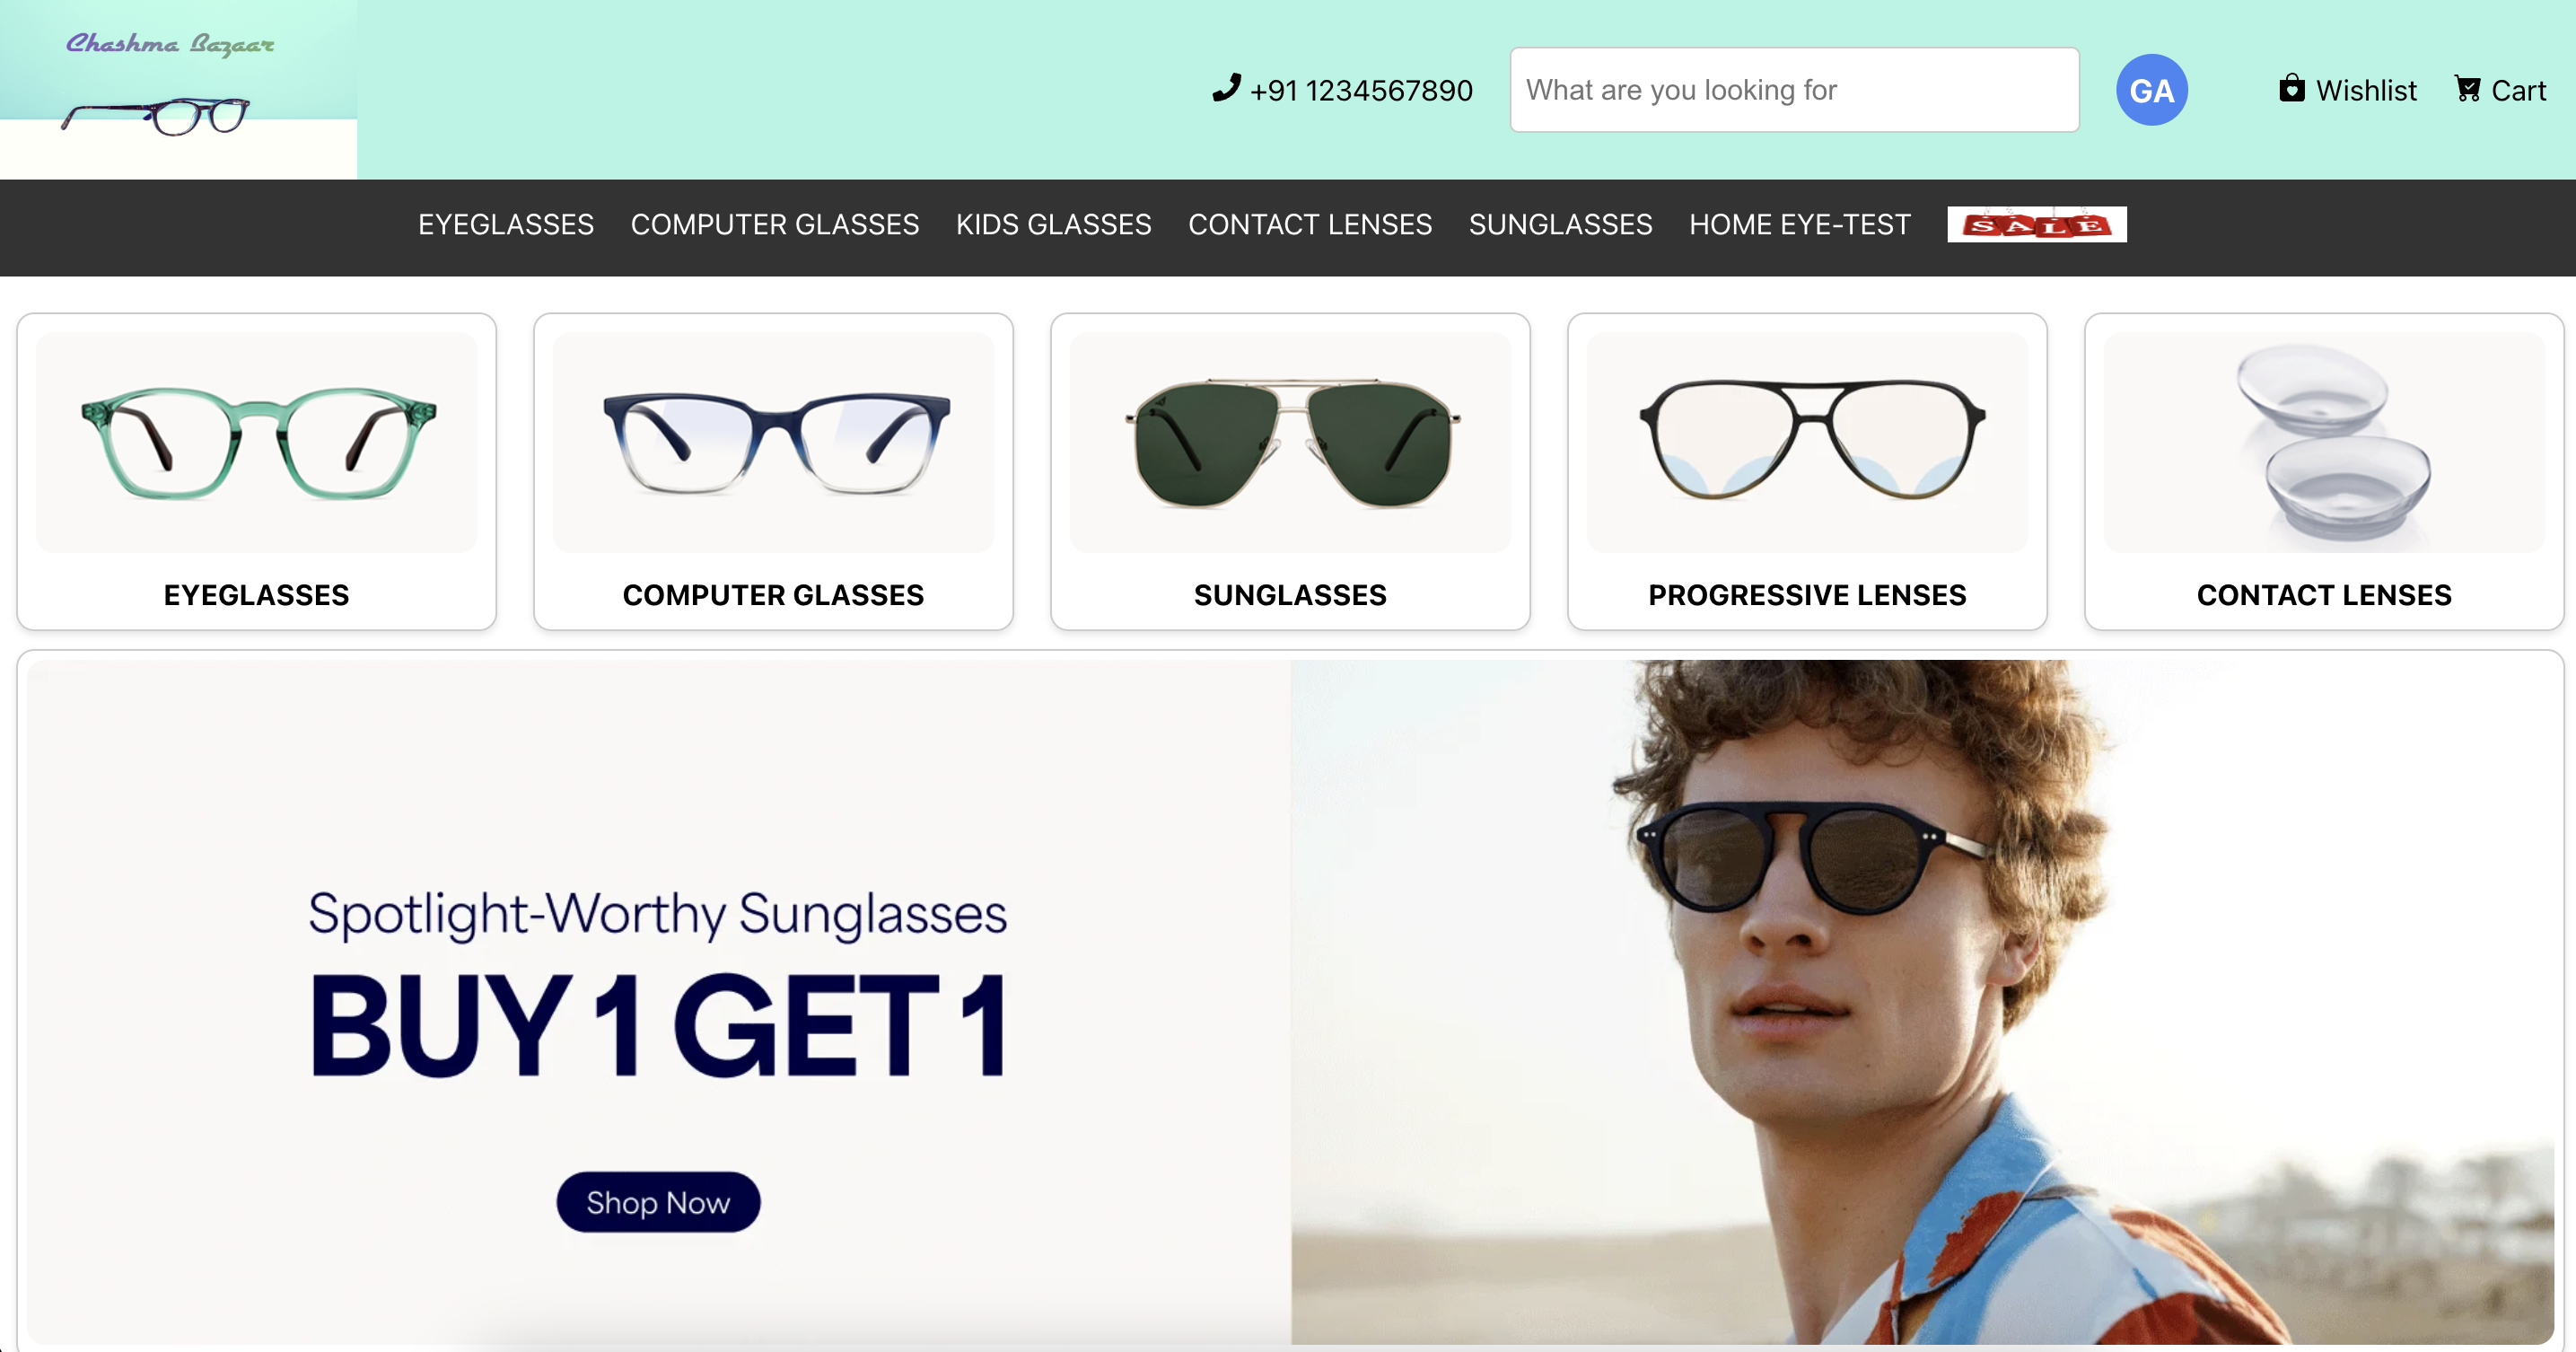 Chashma Bazaar
+91 1234567890
What are you looking for
GA
Wishlist
Cart
EYEGLASSES
COMPUTER GLASSES
KIDS GLASSES
CONTACT LENSES
SUNGLASSES
HOME EYE-TEST
SALE
EYEGLASSES
COMPUTER GLASSES
SUNGLASSES
PROGRESSIVE LENSES
CONTACT LENSES
Spotlight-Worthy Sunglasses
BUY 1 GET 1
Shop Now